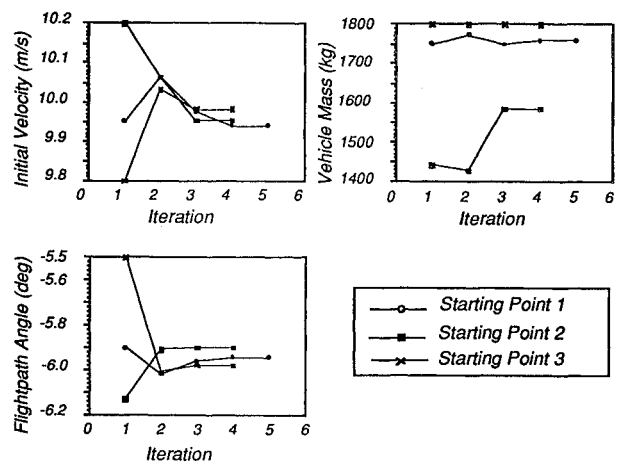 Initial Velocity (m/s)
10.2
10.1
10.0
9.9
9.8
0 1 2 3 4 5 6
Iteration
Vehicle Mass (kg)
1800
1700
1600
1500
1400
0 1 2 3 4 5 6
Iteration
Flightpath Angle (deg)
-5.5
-5.6
-5.8
-6.0
-6.2
0 1 2 3 4 5 6
Iteration
Starting Point 1
Starting Point 2
Starting Point 3